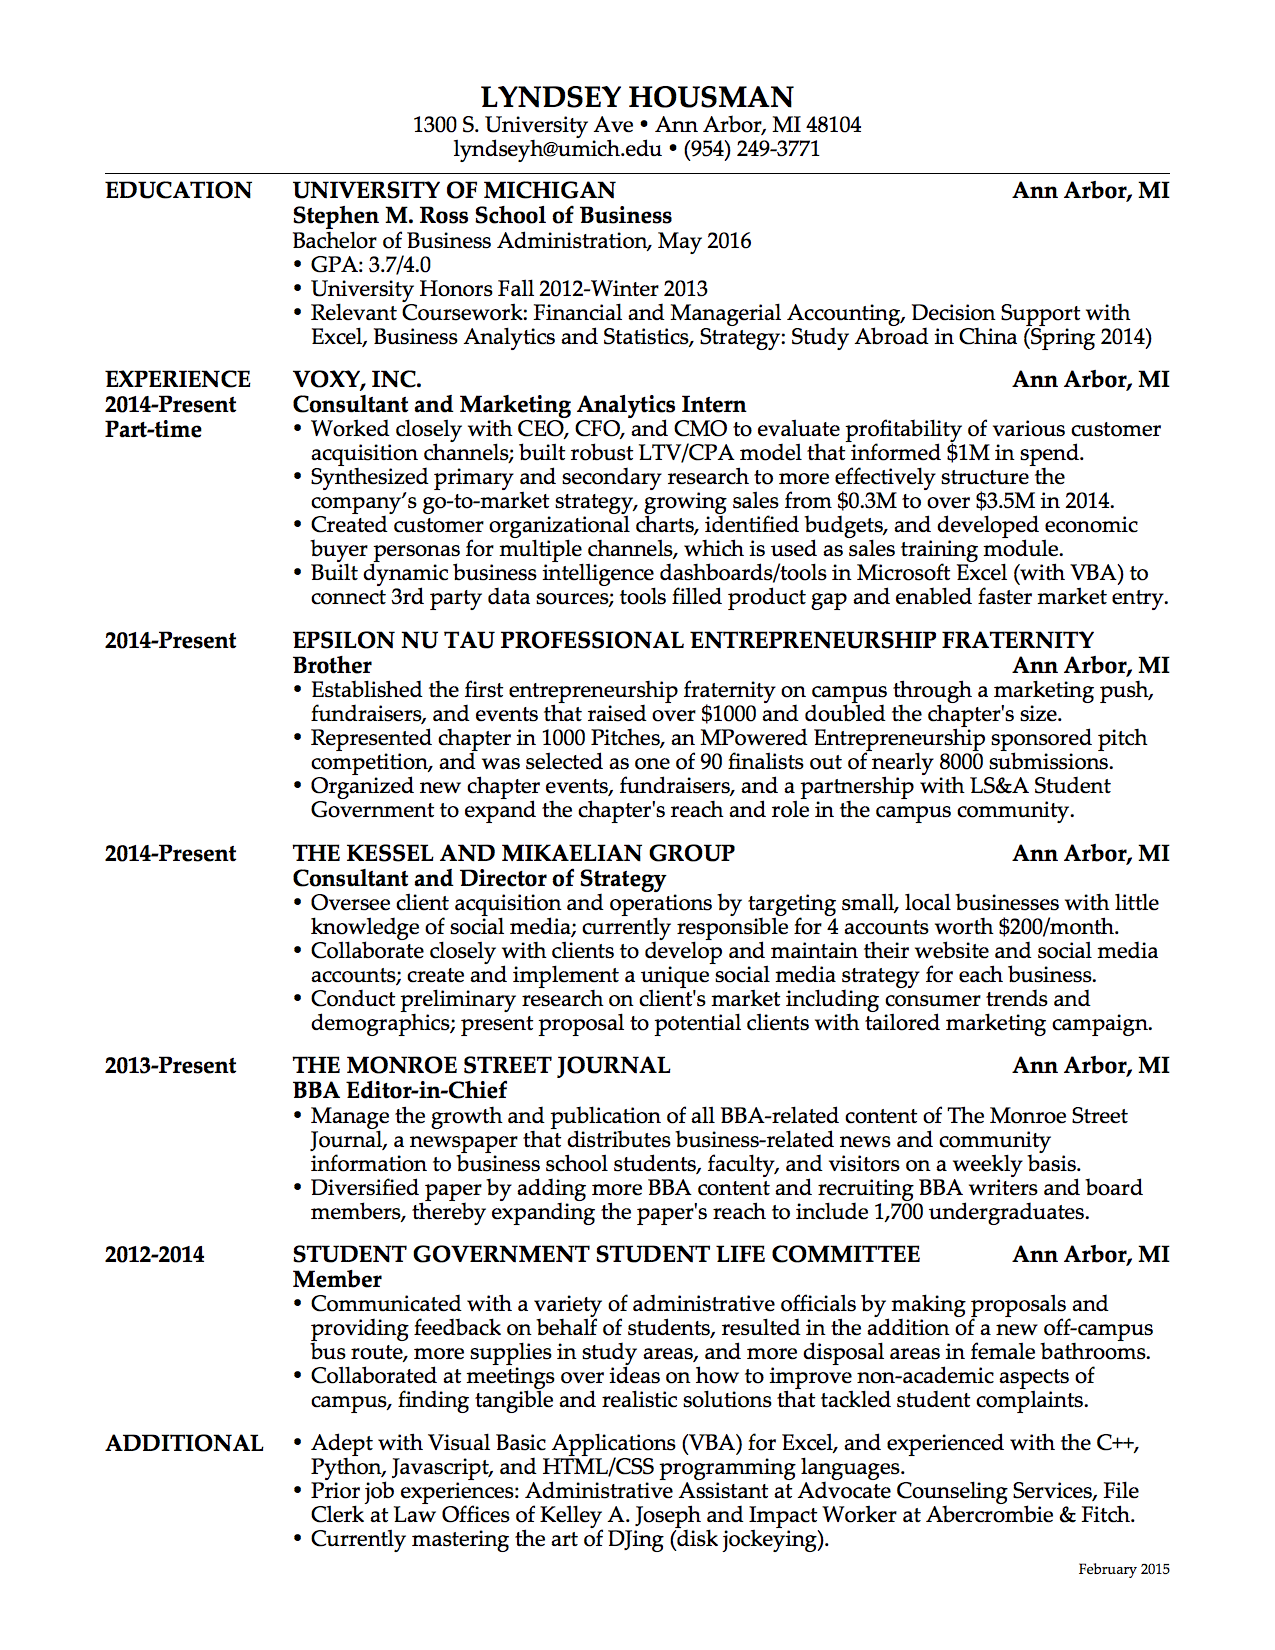 LYNDSEY HOUSMAN
1300 S. University Ave • Ann Arbor, MI 48104
lyndseyh@umich.edu • (954) 249-3771
EDUCATION UNIVERSITY OF MICHIGAN Ann Arbor, MI
Stephen M. Ross School of Business
Bachelor of Business Administration, May 2016
• GPA: 3.7/4.0
• University Honors Fall 2012-Winter 2013
• Relevant Coursework: Financial and Managerial Accounting, Decision Support with
Excel, Business Analytics and Statistics, Strategy: Study Abroad in China (Spring 2014)
EXPERIENCE VOXY, INC. Ann Arbor, MI
2014-Present Consultant and Marketing Analytics Intern
Part-time • Worked closely with CEO, CFO, and CMO to evaluate profitability of various customer
acquisition channels; built robust LTV/CPA model that informed $1M in spend.
• Synthesized primary and secondary research to more effectively structure the
company’s go-to-market strategy, growing sales from $0.3M to over $3.5M in 2014.
• Created customer organizational charts, identified budgets, and developed economic
buyer personas for multiple channels, which is used as sales training module.
• Built dynamic business intelligence dashboards/tools in Microsoft Excel (with VBA) to
connect 3rd party data sources; tools filled product gap and enabled faster market entry.
2014-Present EPSILON NU TAU PROFESSIONAL ENTREPRENEURSHIP FRATERNITY
Brother Ann Arbor, MI
• Established the first entrepreneurship fraternity on campus through a marketing push,
fundraisers, and events that raised over $1000 and doubled the chapter's size.
• Represented chapter in 1000 Pitches, an MPowered Entrepreneurship sponsored pitch
competition, and was selected as one of 90 finalists out of nearly 8000 submissions.
• Organized new chapter events, fundraisers, and a partnership with LS&A Student
Government to expand the chapter's reach and role in the campus community.
2014-Present THE KESSEL AND MIKAELIAN GROUP Ann Arbor, MI
Consultant and Director of Strategy
• Oversee client acquisition and operations by targeting small, local businesses with little
knowledge of social media; currently responsible for 4 accounts worth $200/month.
• Collaborate closely with clients to develop and maintain their website and social media
accounts; create and implement a unique social media strategy for each business.
• Conduct preliminary research on client's market including consumer trends and
demographics; present proposal to potential clients with tailored marketing campaign.
2013-Present THE MONROE STREET JOURNAL Ann Arbor, MI
BBA Editor-in-Chief
• Manage the growth and publication of all BBA-related content of The Monroe Street
Journal, a newspaper that distributes business-related news and community
information to business school students, faculty, and visitors on a weekly basis.
• Diversified paper by adding more BBA content and recruiting BBA writers and board
members, thereby expanding the paper's reach to include 1,700 undergraduates.
2012-2014 STUDENT GOVERNMENT STUDENT LIFE COMMITTEE Ann Arbor, MI
Member
• Communicated with a variety of administrative officials by making proposals and
providing feedback on behalf of students, resulted in the addition of a new off-campus
bus route, more supplies in study areas, and more disposal areas in female bathrooms.
• Collaborated at meetings over ideas on how to improve non-academic aspects of
campus, finding tangible and realistic solutions that tackled student complaints.
ADDITIONAL • Adept with Visual Basic Applications (VBA) for Excel, and experienced with the C++,
Python, Javascript, and HTML/CSS programming languages.
• Prior job experiences: Administrative Assistant at Advocate Counseling Services, File
Clerk at Law Offices of Kelley A. Joseph and Impact Worker at Abercrombie & Fitch.
• Currently mastering the art of DJing (disk jockeying).
February 2015